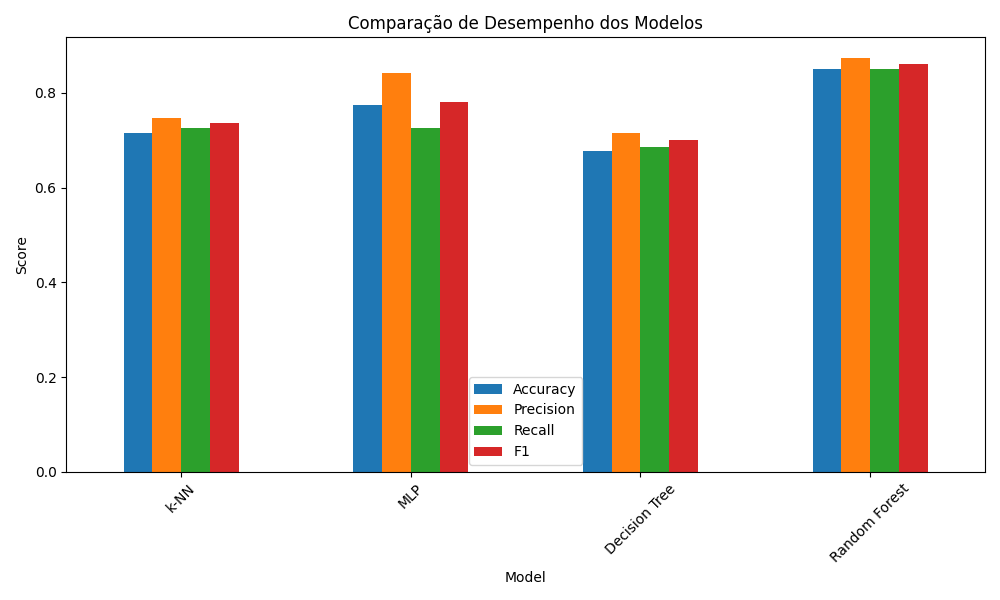 Comparação de Desempenho dos Modelos
Score
0.8
0.6
0.4
0.2
0.0
Accuracy
Precision
Recall
F1
k-NN
MLP
Decision Tree
Random Forest
Model